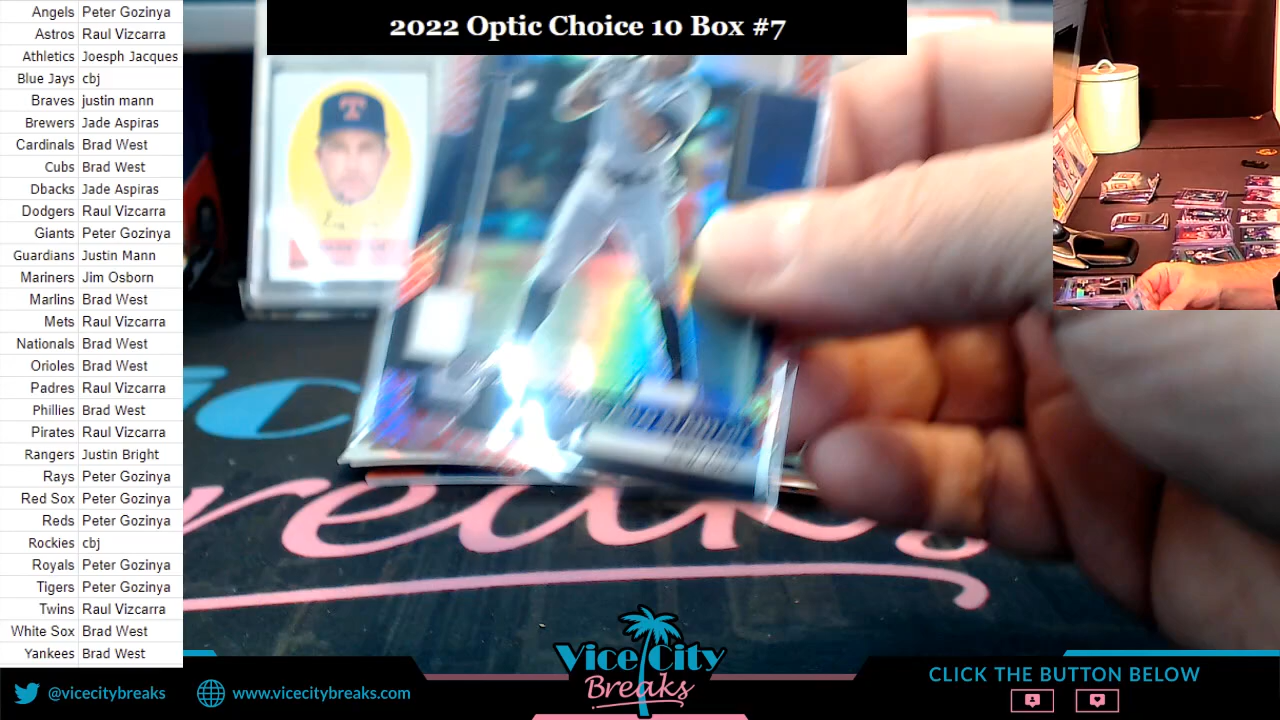 2022 Optic Choice 10 Box #7
Angels Peter Gozinya
Astros Raul Vizcarra
Athletics Joesph Jacques
Blue Jays cbj
Braves justin mann
Brewers Jade Aspiras
Cardinals Brad West
Cubs Brad West
Dbacks Jade Aspiras
Dodgers Raul Vizcarra
Giants Peter Gozinya
Guardians Justin Mann
Mariners Jim Osborn
Marlins Brad West
Mets Raul Vizcarra
Nationals Brad West
Orioles Brad West
Padres Raul Vizcarra
Phillies Brad West
Pirates Raul Vizcarra
Rangers Justin Bright
Rays Peter Gozinya
Red Sox Peter Gozinya
Reds Peter Gozinya
Rockies cbj
Royals Peter Gozinya
Tigers Peter Gozinya
Twins Raul Vizcarra
White Sox Brad West
Yankees Brad West
T
Vice City
Breaks
@vicecitybreaks
www.vicecitybreaks.com
CLICK THE BUTTON BELOW